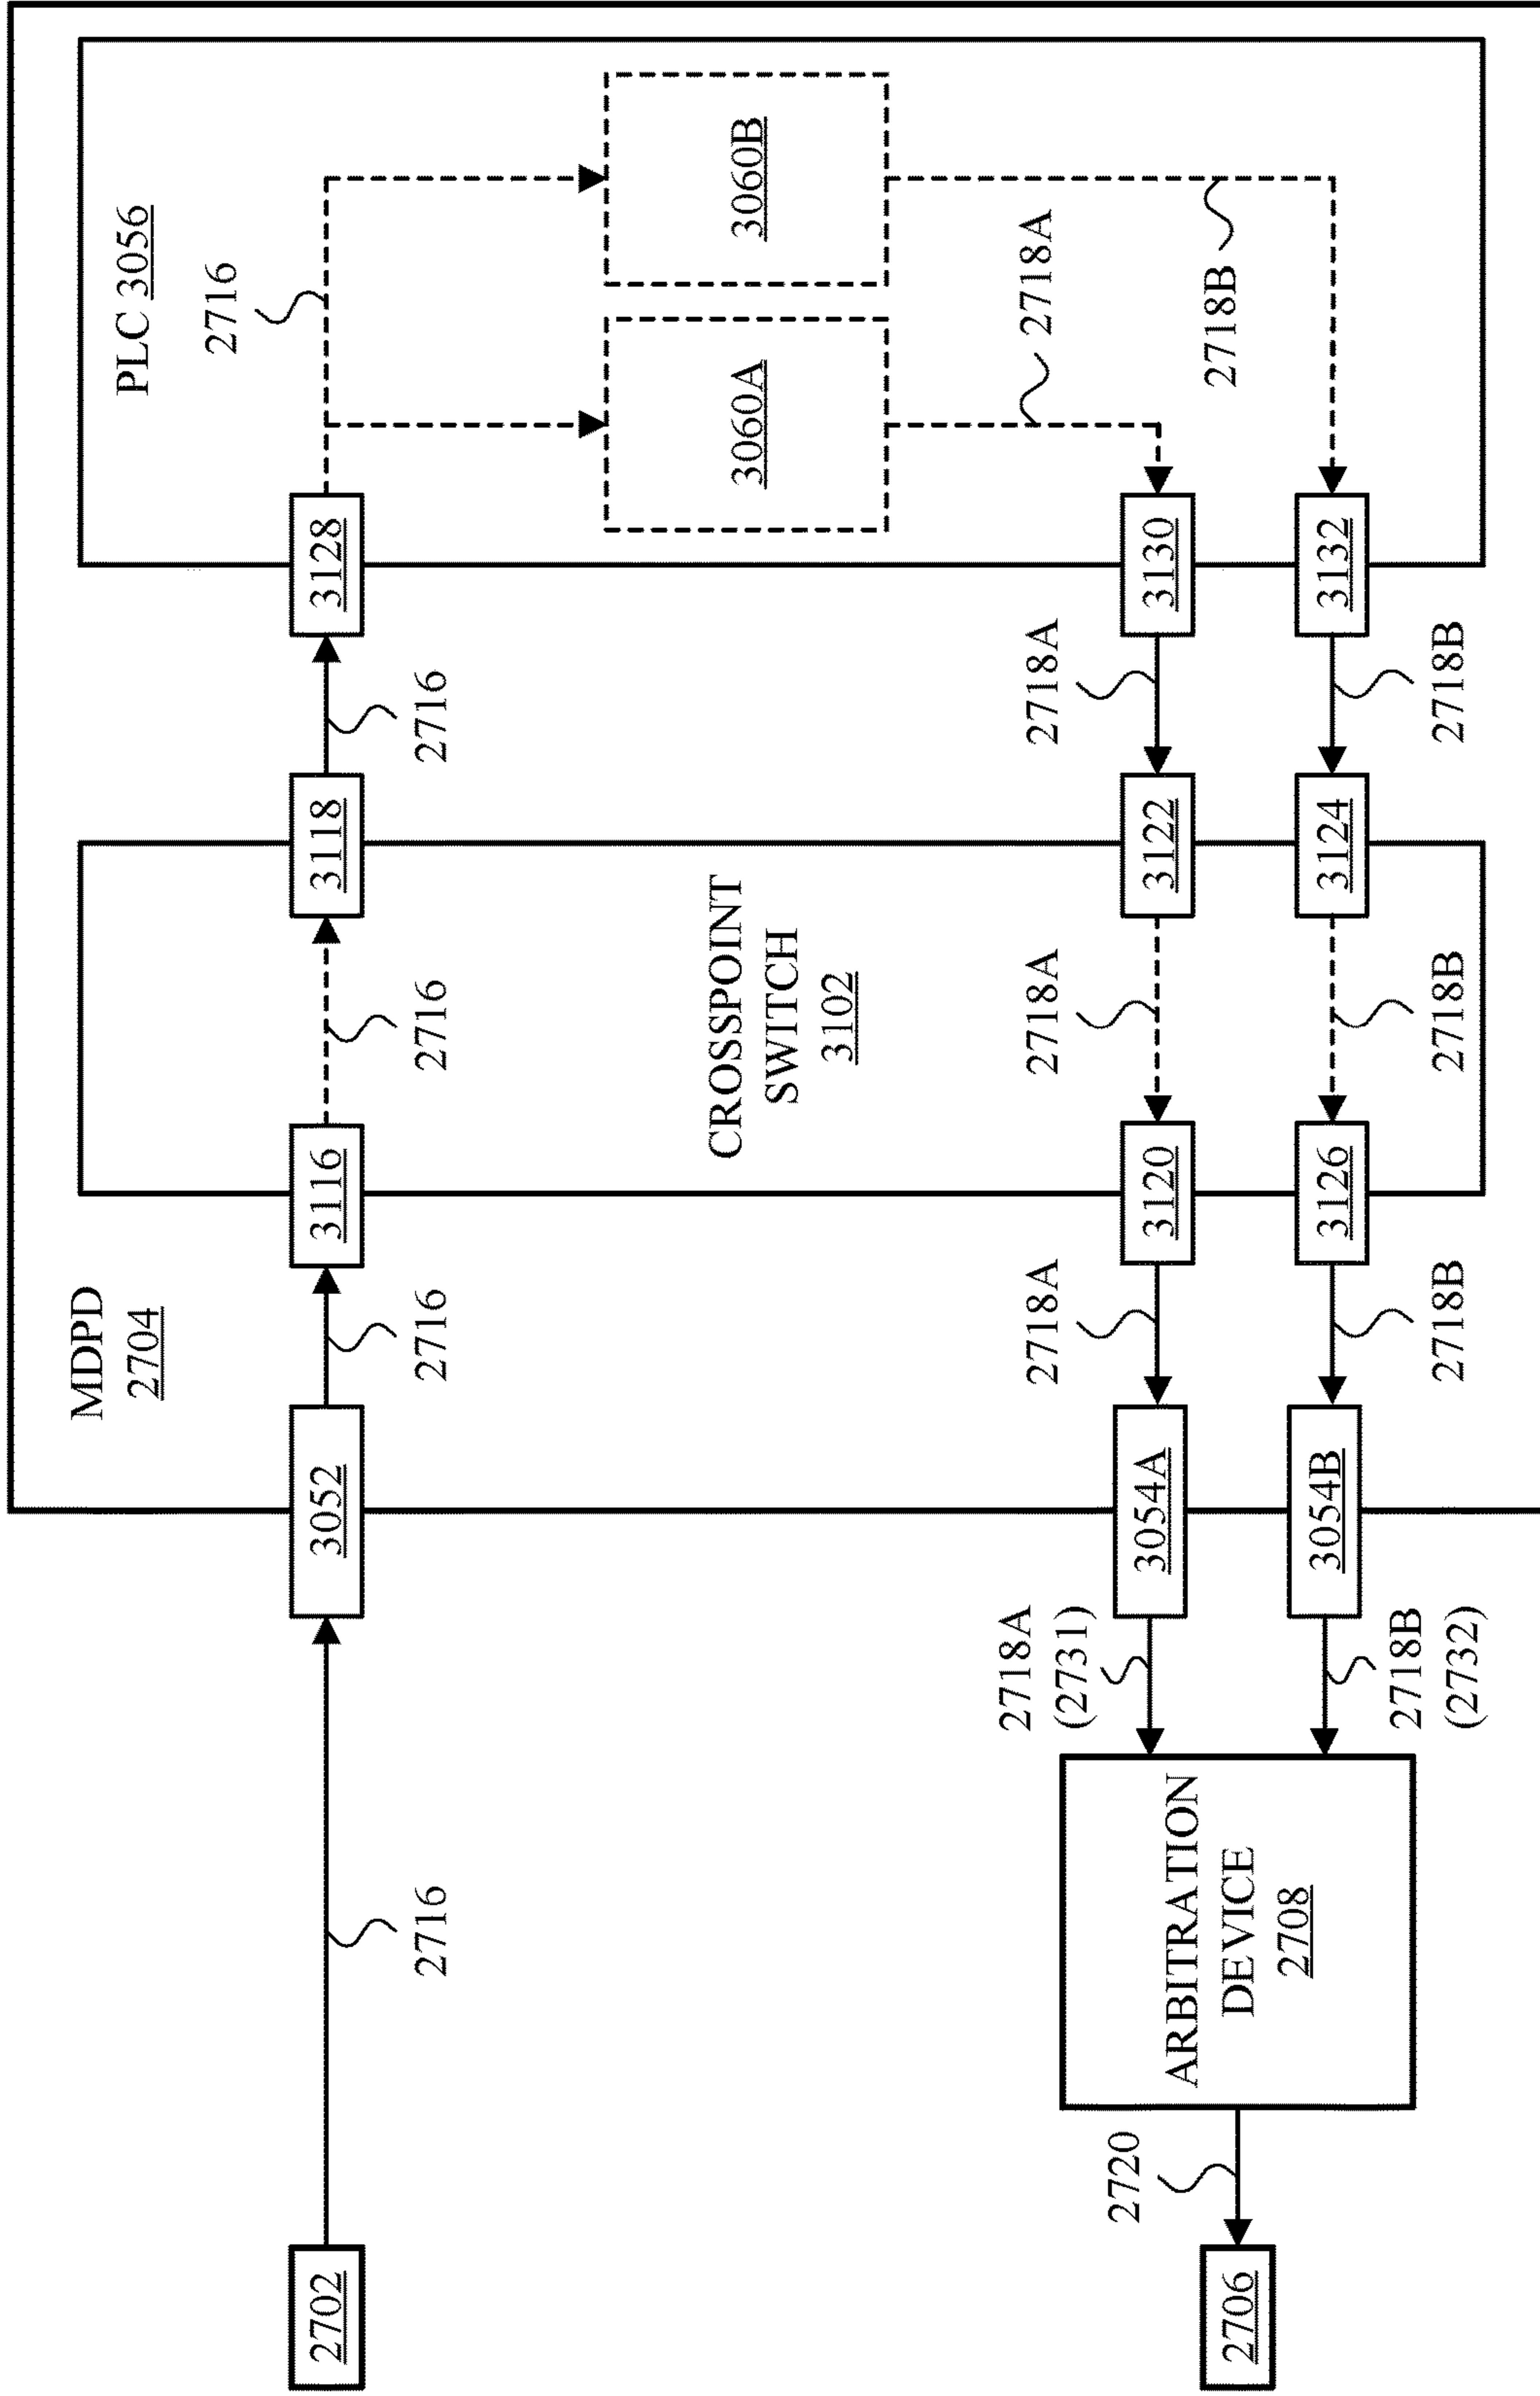 2702
2716
3052
MDPD
2704
2716
3116
2716
3118
2716
3128
PLC 3056
2716
3060A
3060B
2718A
2718B
CROSSPOINT
SWITCH
3102
2706
2720
ARBITRATION
DEVICE
2708
2718A
(2731)
3054A
2718A
3120
2718A
3122
2718A
3130
2718B
(2732)
3054B
2718B
3126
2718B
3124
2718B
3132